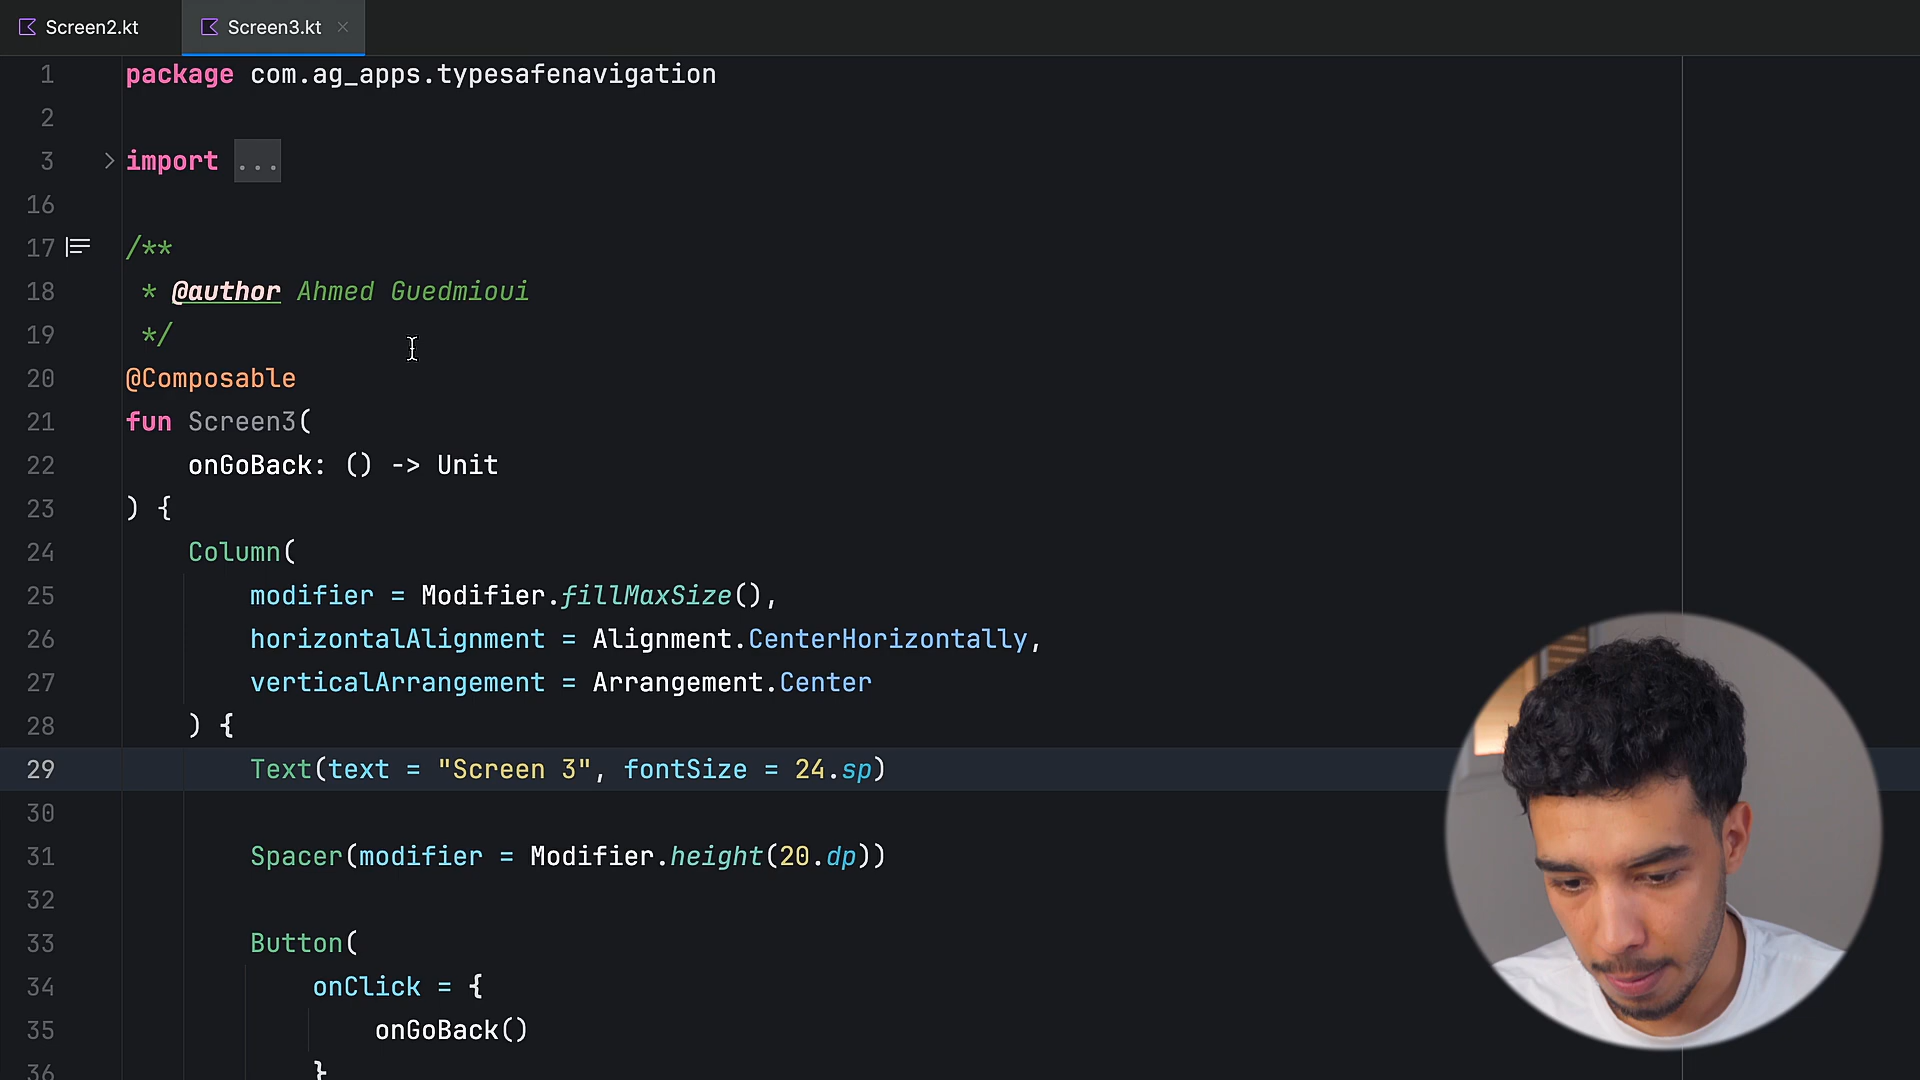 Screen2.kt
Screen3.kt
1 package com.ag_apps.typesafenavigation
2
3 import ...
16
17 /**
18  * @author Ahmed Guedmioui
19  */
20 @Composable
21 fun Screen3(
22     onGoBack: () -> Unit
23 ) {
24     Column(
25         modifier = Modifier.fillMaxSize(),
26         horizontalAlignment = Alignment.CenterHorizontally,
27         verticalArrangement = Arrangement.Center
28     ) {
29         Text(text = "Screen 3", fontSize = 24.sp)
30
31         Spacer(modifier = Modifier.height(20.dp))
32
33         Button(
34             onClick = {
35                 onGoBack()
36             }